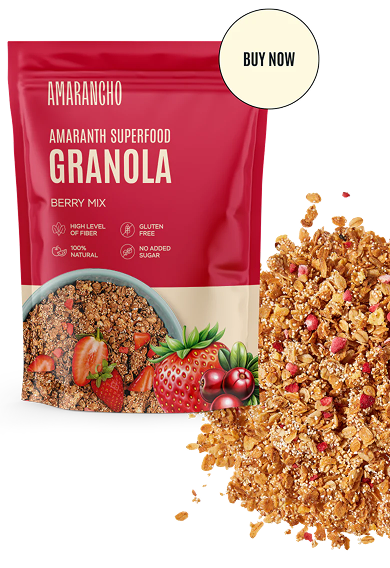 BUY NOW
AMARANCHO
AMARANTH SUPERFOOD
GRANOLA
BERRY MIX
HIGH LEVEL
OF FIBER
GLUTEN
FREE
100%
NATURAL
NO ADDED
SUGAR